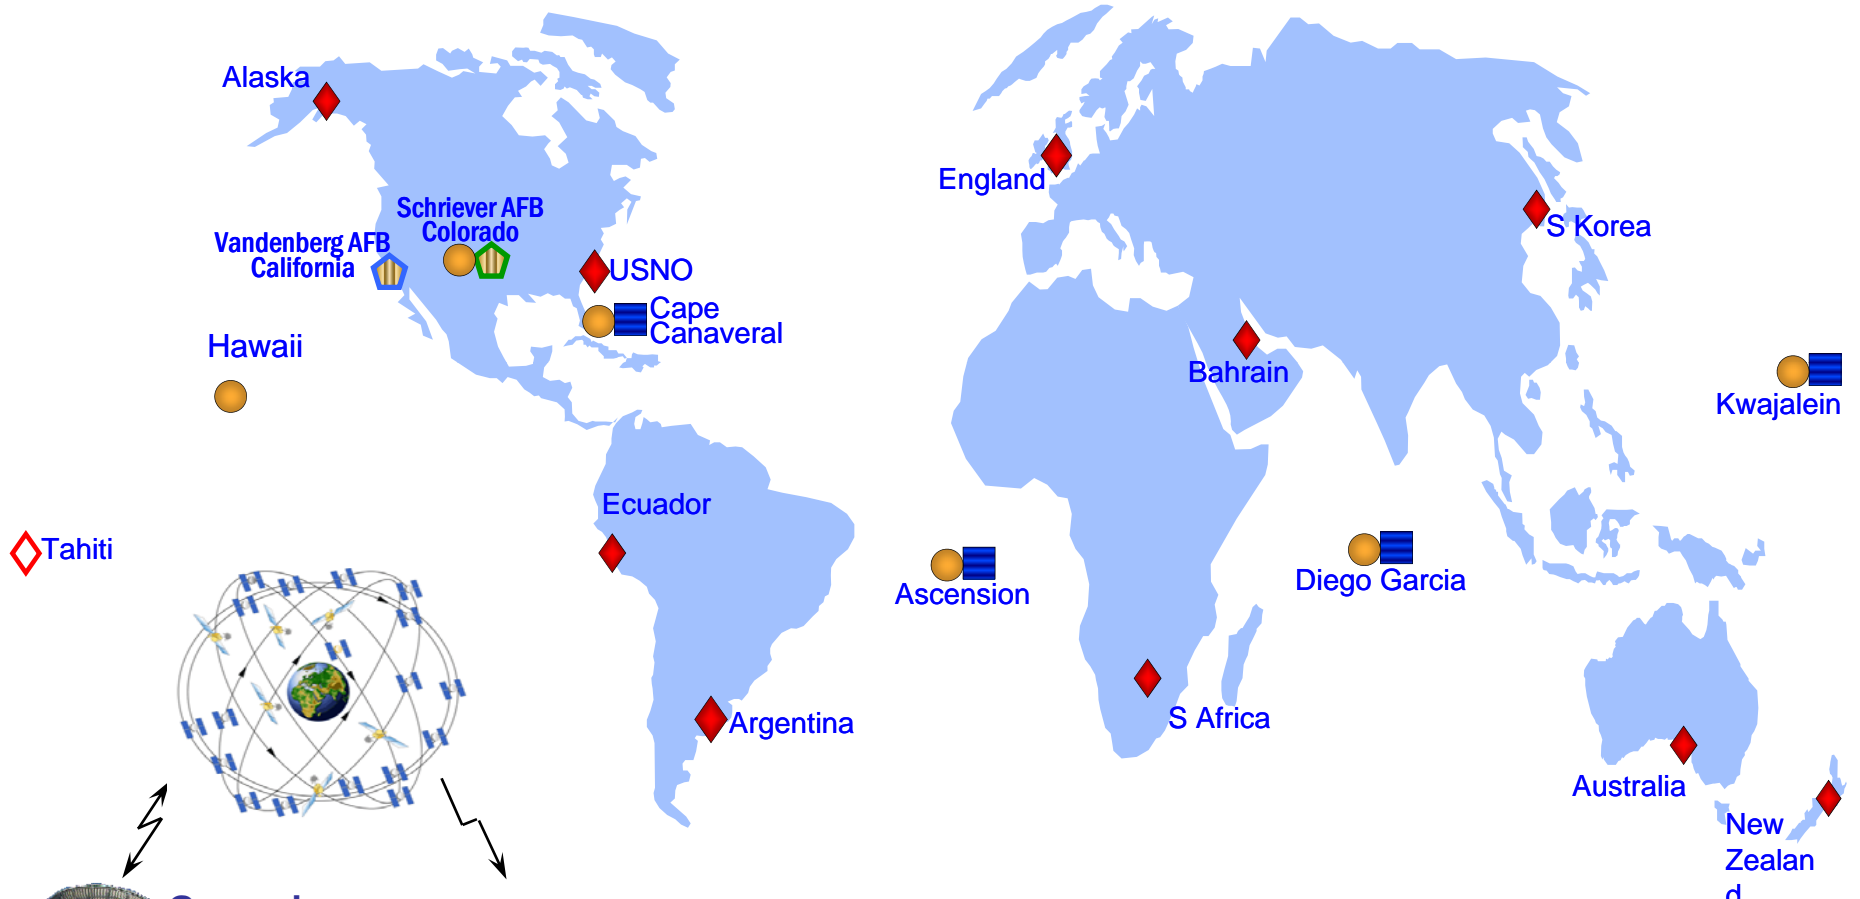 Alaska
England
Schriever AFB
Colorado
S Korea
Vandenberg AFB
California
USNO
Cape
Canaveral
Hawaii
Bahrain
Kwajalein
Ecuador
Tahiti
Ascension
Diego Garcia
Argentina
S Africa
Australia
New
Zealan
d